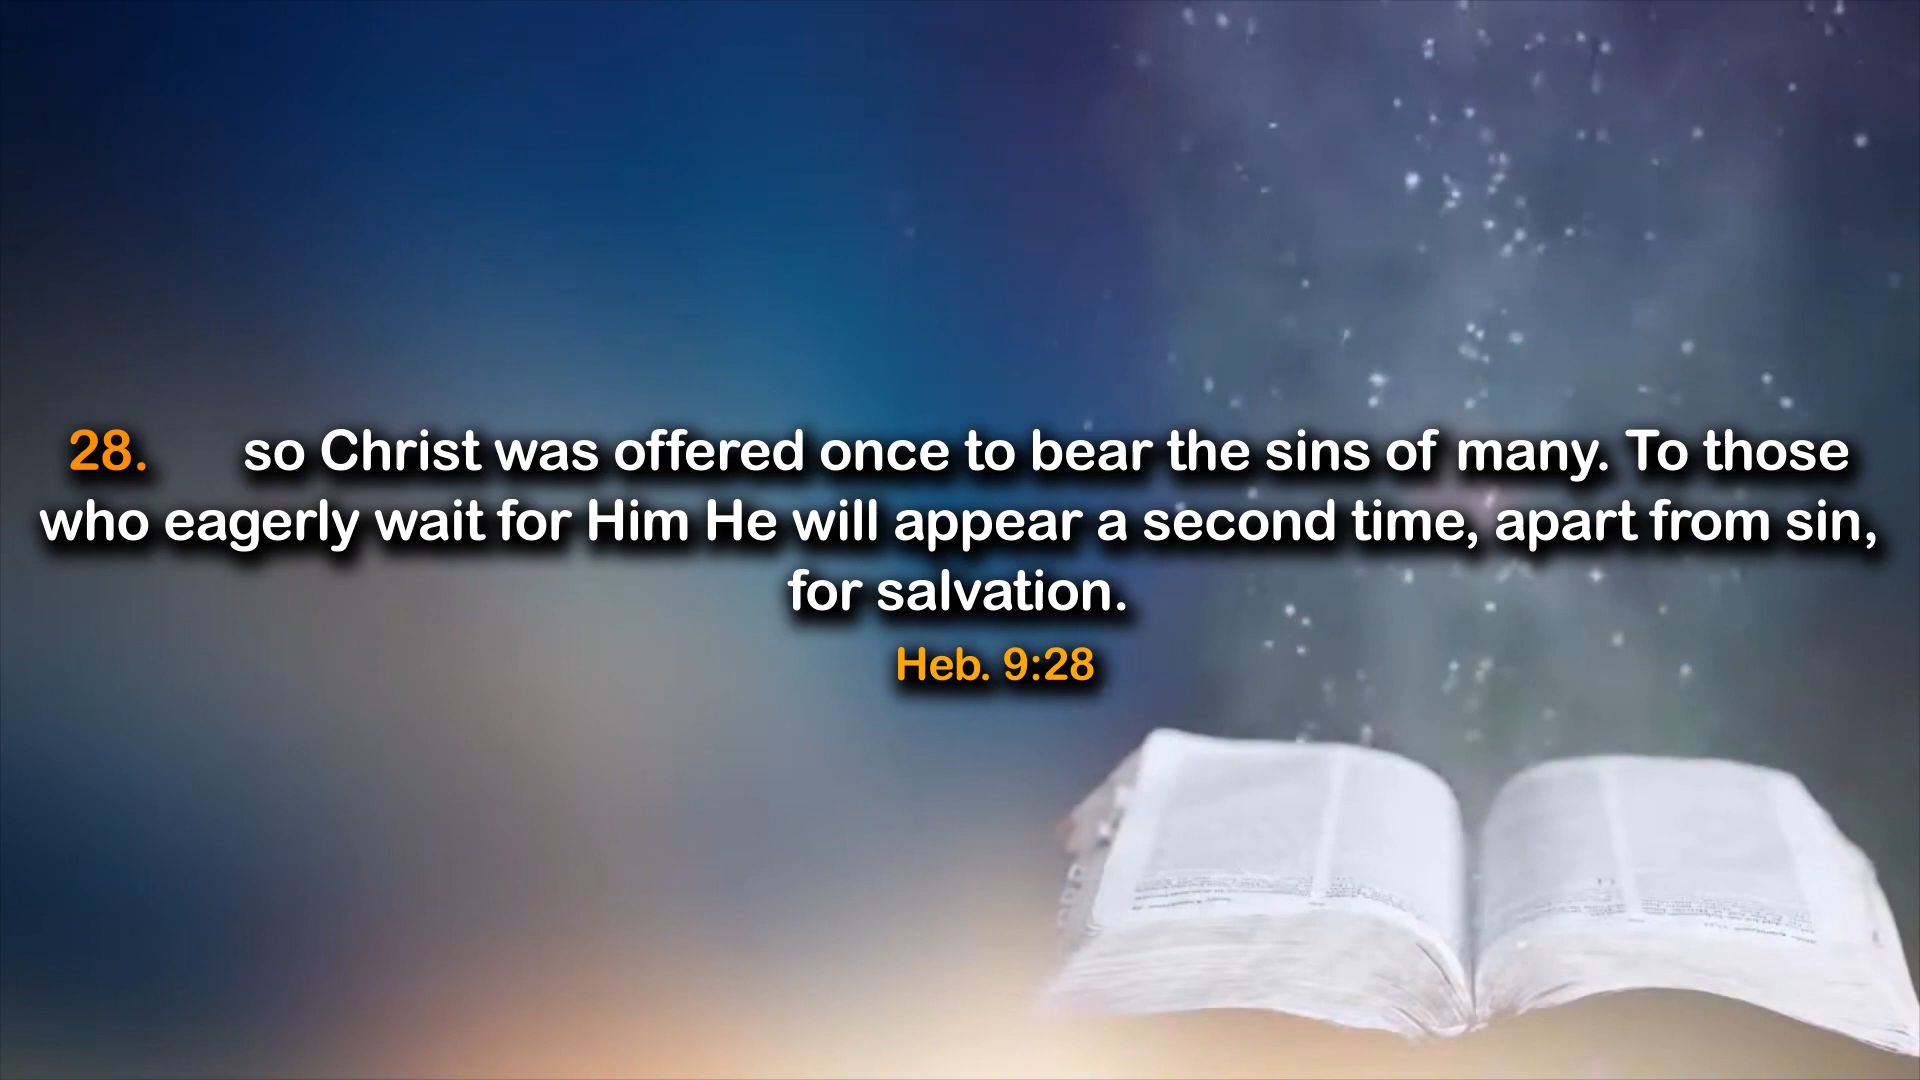 28. so Christ was offered once to bear the sins of many. To those
who eagerly wait for Him He will appear a second time, apart from sin,
for salvation.
Heb. 9:28